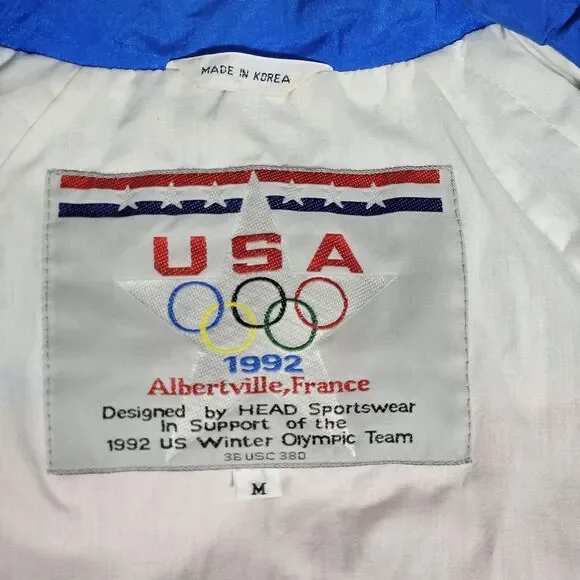 MADE IN KOREA
USA
1992
Albertville, France
Designed by HEAD Sportswear
In Support of the
1992 US Winter Olympic Team
36 USC 380
M